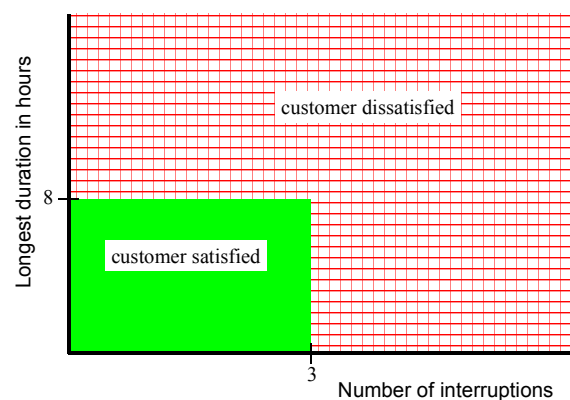 Longest duration in hours
customer dissatisfied
8
customer satisfied
3
Number of interruptions